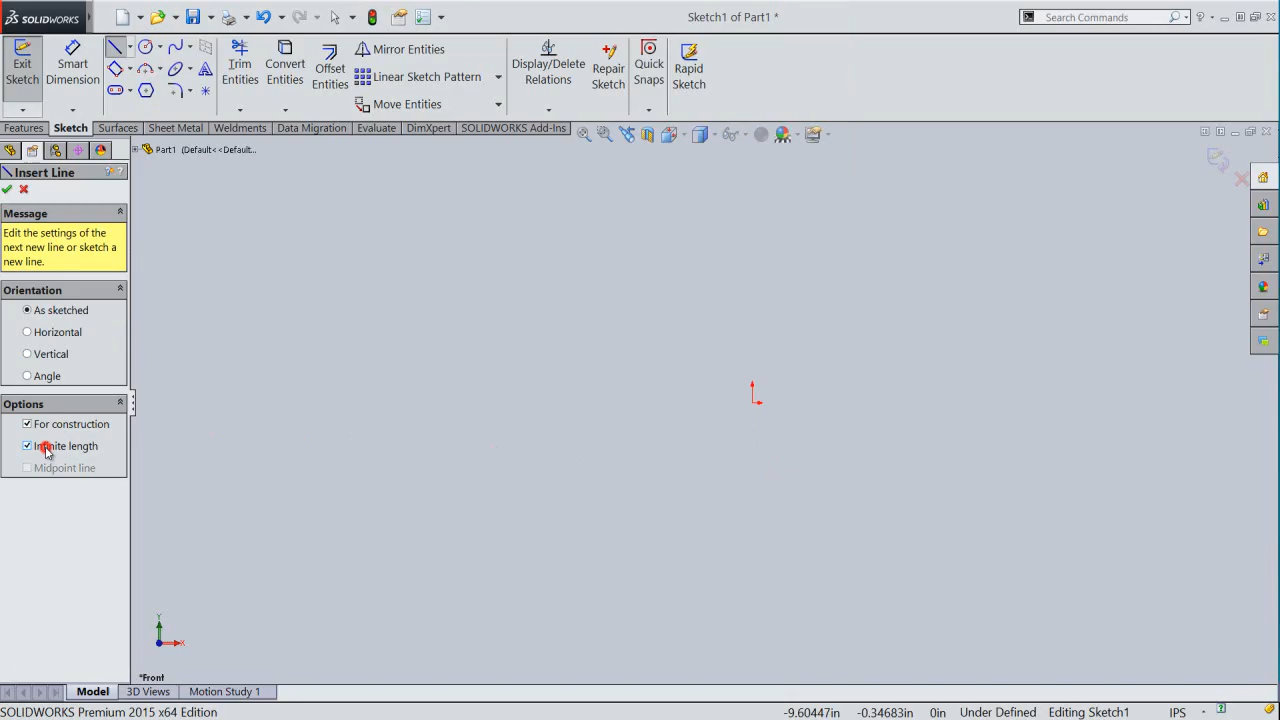 SOLIDWORKS
Sketch1 of Part1 *
Search Commands
Exit Sketch
Smart Dimension
Trim Entities
Convert Entities
Offset Entities
Mirror Entities
Linear Sketch Pattern
Move Entities
Display/Delete Relations
Repair Sketch
Quick Snaps
Rapid Sketch
Features
Sketch
Surfaces
Sheet Metal
Weldments
Data Migration
Evaluate
DimXpert
SOLIDWORKS Add-Ins
Part1 (Default<<Default...
Insert Line
Message
Edit the settings of the
next new line or sketch a
new line.
Orientation
As sketched
Horizontal
Vertical
Angle
Options
For construction
Infinite length
Midpoint line
Y
X
*Front
Model
3D Views
Motion Study 1
SOLIDWORKS Premium 2015 x64 Edition
-9.60447in
-0.34683in
0in
Under Defined
Editing Sketch1
IPS